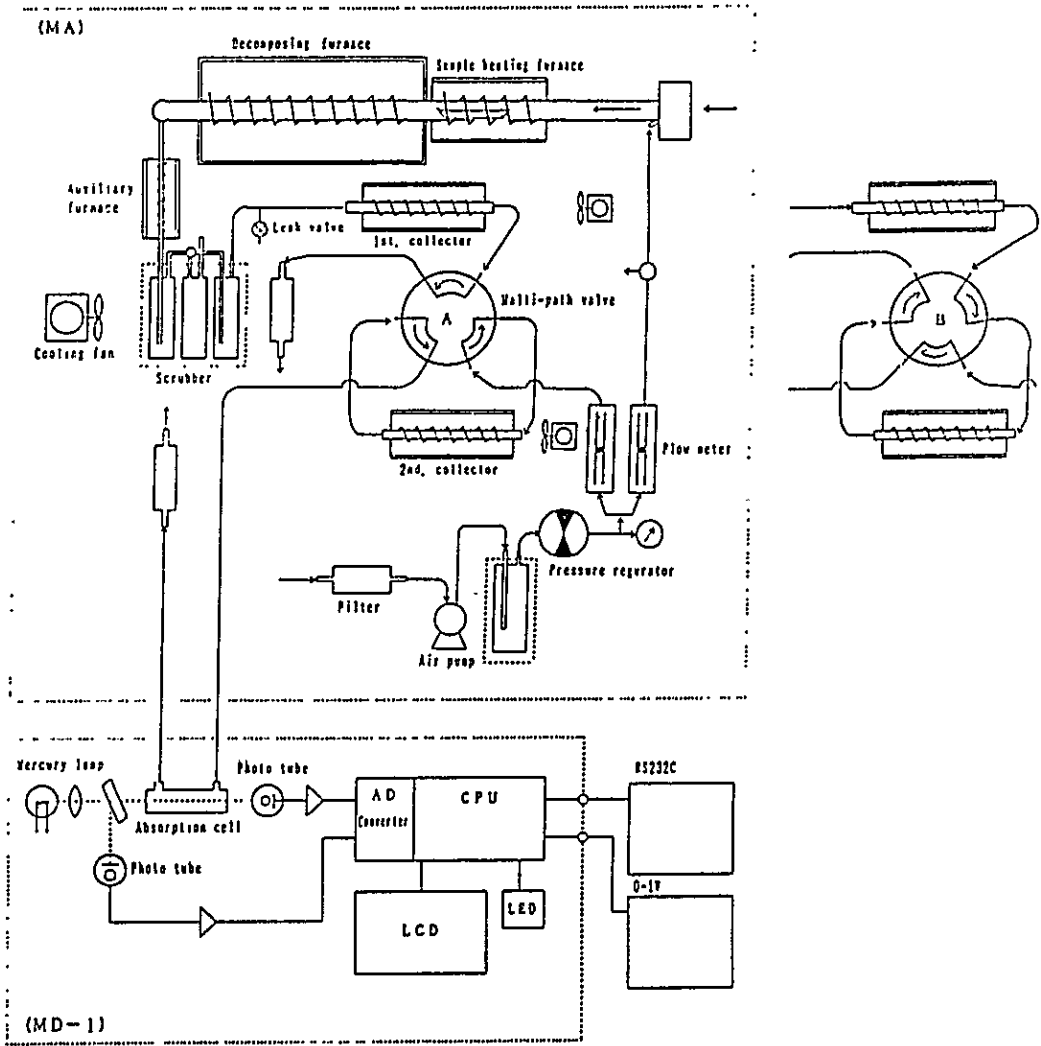 (MA)
Decomposing furnace
Sample heating furnace
Auxiliary
furnace
Leak valve
1st. collector
Multi-path valve
A
B
Cooling fan
Scrubber
2nd. collector
Flow meter
Pressure regurator
Filter
Air pump
Mercury lamp
Photo tube
RS232C
AD
Converter
CPU
Absorption cell
Photo tube
0-1V
LED
LCD
(MD-1)